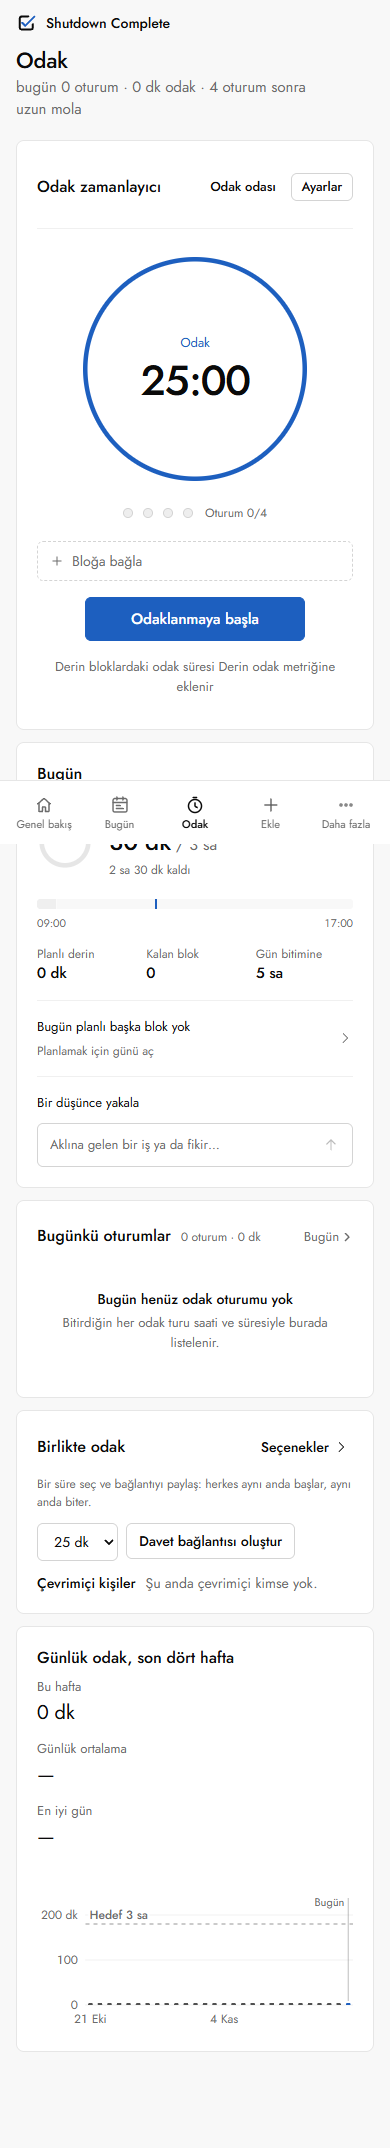 Shutdown Complete
Odak
bugün 0 oturum · 0 dk odak · 4 oturum sonra
uzun mola
Odak zamanlayıcı
Odak odası
Ayarlar
Odak
25:00
Oturum 0/4
+ Bloğa bağla
Odaklanmaya başla
Derin bloklardaki odak süresi Derin odak metriğine
eklenir
Bugün
Genel bakış
Bugün
Odak
Ekle
Daha fazla
30 dk / 3 sa
2 sa 30 dk kaldı
09:00
17:00
Planlı derin
Kalan blok
Gün bitimine
0 dk
0
5 sa
Bugün planlı başka blok yok
Planlamak için günü aç
Bir düşünce yakala
Aklına gelen bir iş ya da fikir…
Bugünkü oturumlar
0 oturum · 0 dk
Bugün
Bugün henüz odak oturumu yok
Bitirdiğin her odak turu saati ve süresiyle burada
listelenir.
Birlikte odak
Seçenekler
Bir süre seç ve bağlantıyı paylaş: herkes aynı anda başlar, aynı
anda biter.
25 dk
Davet bağlantısı oluştur
Çevrimiçi kişiler
Şu anda çevrimiçi kimse yok.
Günlük odak, son dört hafta
Bu hafta
0 dk
Günlük ortalama
—
En iyi gün
—
Bugün
200 dk
Hedef 3 sa
100
0
21 Eki
4 Kas